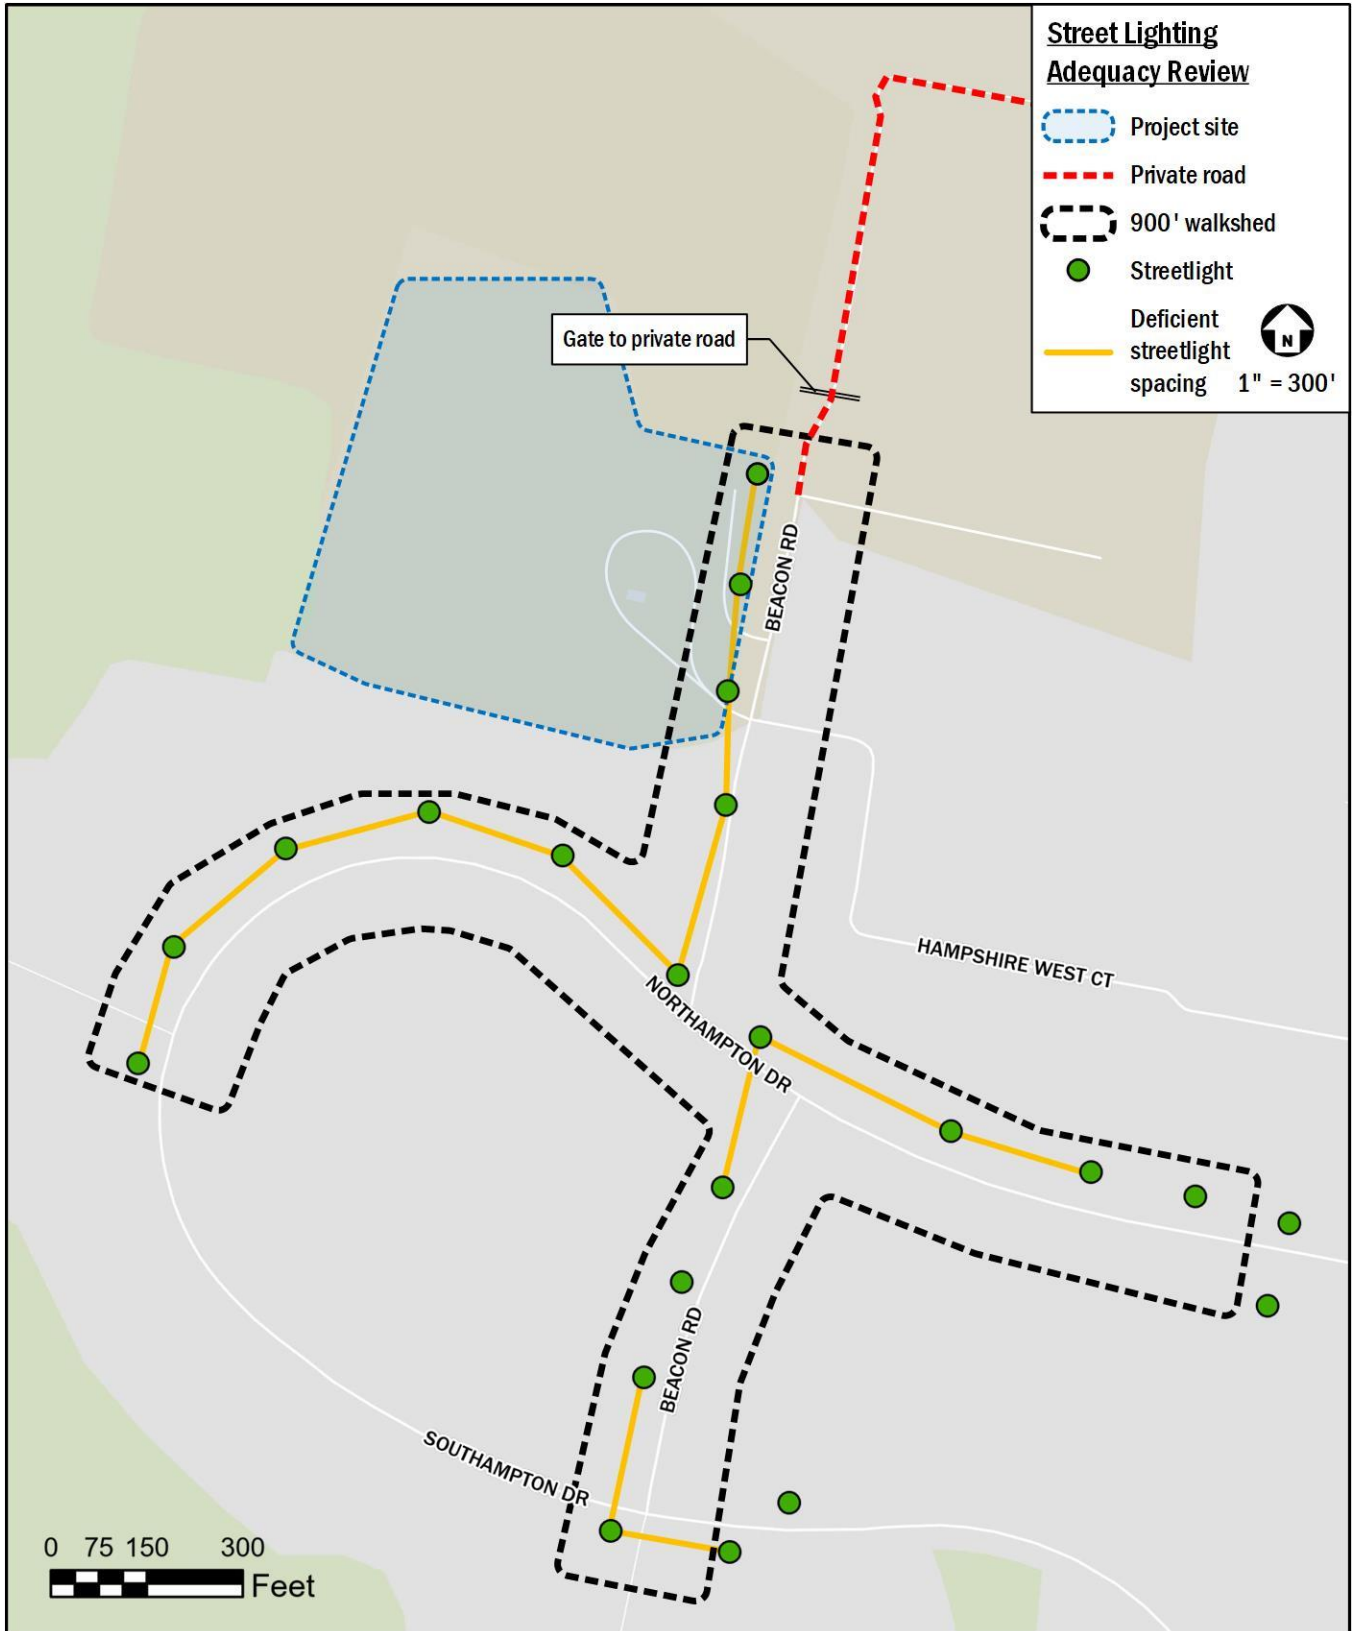 Street Lighting
Adequacy Review
Project site
Private road
900' walkshed
Streetlight
Deficient
streetlight
spacing
N
1" = 300'
Gate to private road
BEACON RD
HAMPSHIRE WEST CT
NORTHAMPTON DR
BEACON RD
SOUTHAMPTON DR
0 75 150 300
Feet